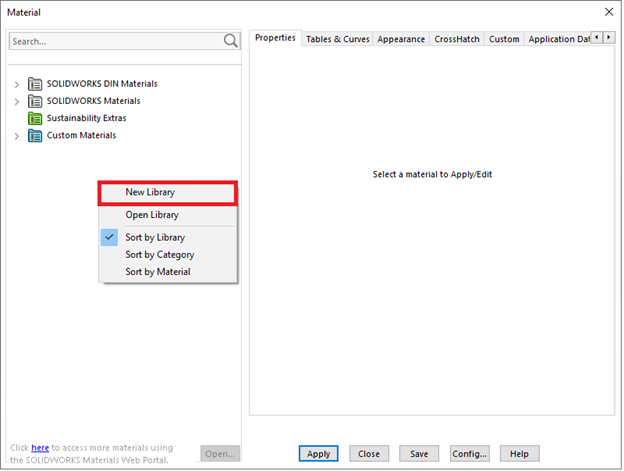 Material
Search...
Properties Tables & Curves Appearance CrossHatch Custom Application Dat
SOLIDWORKS DIN Materials
SOLIDWORKS Materials
Sustainability Extras
Custom Materials
Select a material to Apply/Edit
New Library
Open Library
Sort by Library
Sort by Category
Sort by Material
Click here to access more materials using
the SOLIDWORKS Materials Web Portal.
Open...
Apply Close Save Config... Help